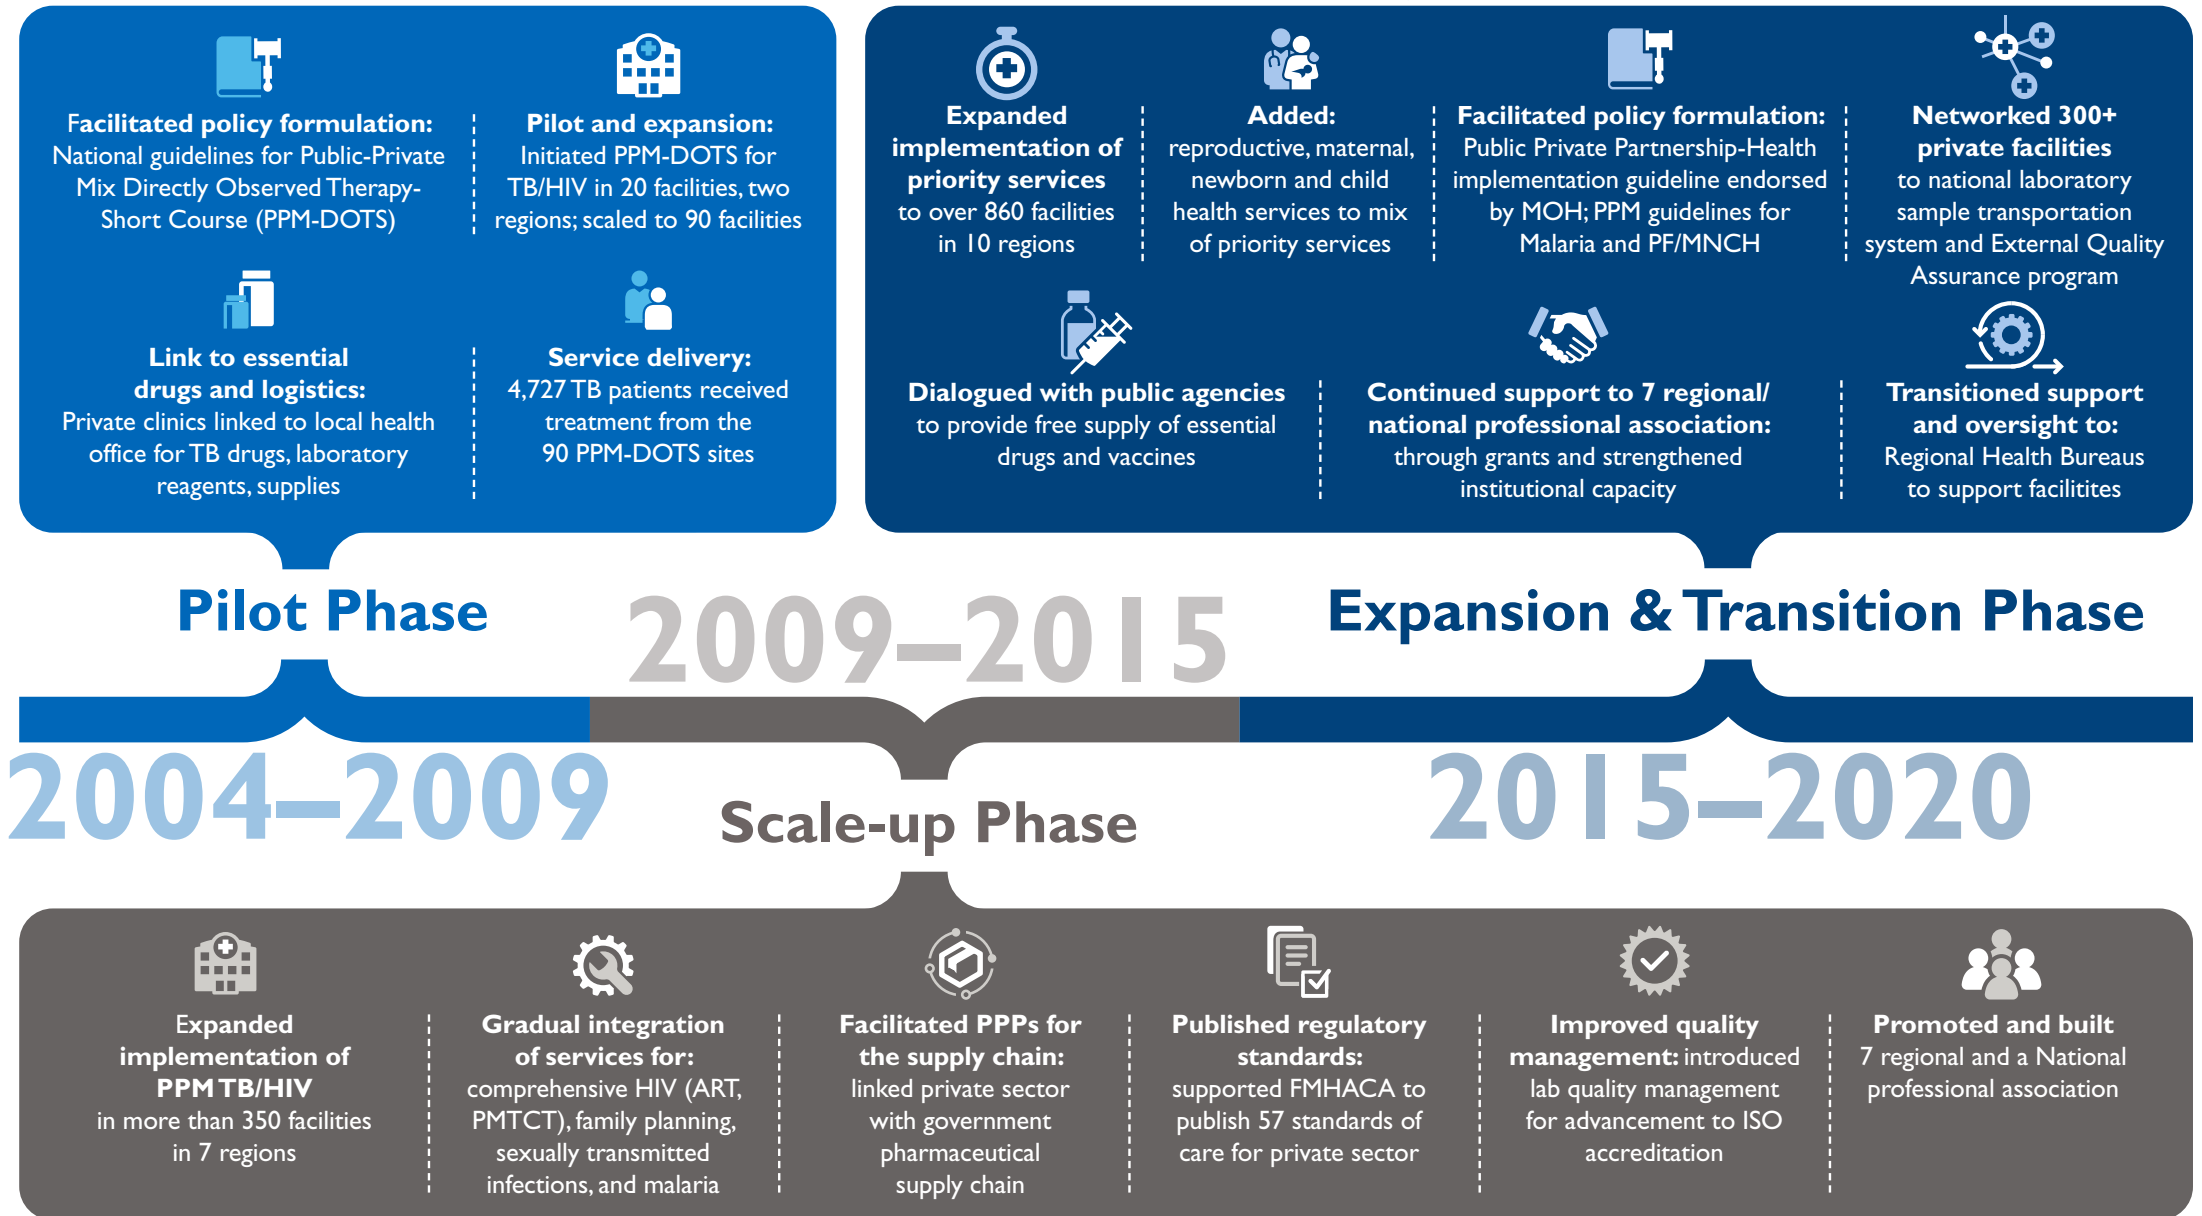 Facilitated policy formulation:
National guidelines for Public-Private
Mix Directly Observed Therapy-
Short Course (PPM-DOTS)
Pilot and expansion:
Initiated PPM-DOTS for
TB/HIV in 20 facilities, two
regions; scaled to 90 facilities
Link to essential
drugs and logistics:
Private clinics linked to local health
office for TB drugs, laboratory
reagents, supplies
Service delivery:
4,727 TB patients received
treatment from the
90 PPM-DOTS sites
Expanded
implementation of
priority services
to over 860 facilities
in 10 regions
Added:
reproductive, maternal,
newborn and child
health services to mix
of priority services
Facilitated policy formulation:
Public Private Partnership-Health
implementation guideline endorsed
by MOH; PPM guidelines for
Malaria and PF/MNCH
Networked 300+
private facilities
to national laboratory
sample transportation
system and External Quality
Assurance program
Dialogued with public agencies
to provide free supply of essential
drugs and vaccines
Continued support to 7 regional/
national professional association:
through grants and strengthened
institutional capacity
Transitioned support
and oversight to:
Regional Health Bureaus
to support facilitites
Pilot Phase
2009–2015
Expansion & Transition Phase
2004–2009
Scale-up Phase
2015–2020
Expanded
implementation of
PPM TB/HIV
in more than 350 facilities
in 7 regions
Gradual integration
of services for:
comprehensive HIV (ART,
PMTCT), family planning,
sexually transmitted
infections, and malaria
Facilitated PPPs for
the supply chain:
linked private sector
with government
pharmaceutical
supply chain
Published regulatory
standards:
supported FMHACA to
publish 57 standards of
care for private sector
Improved quality
management: introduced
lab quality management
for advancement to ISO
accreditation
Promoted and built
7 regional and a National
professional association